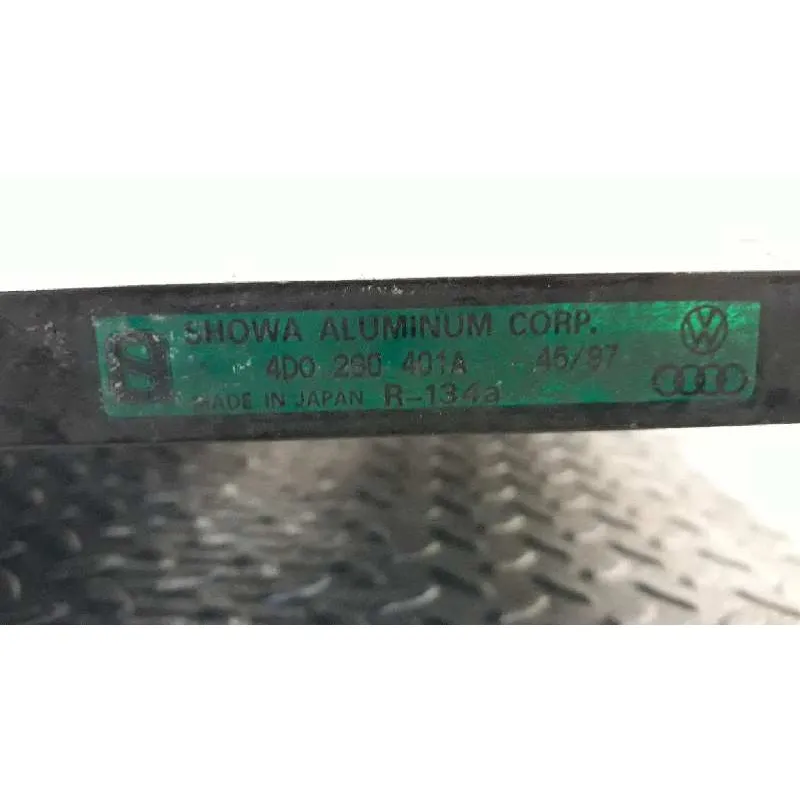 SHOWA ALUMINUM CORP.
4D0 260 401A 45/97
MADE IN JAPAN R-134a